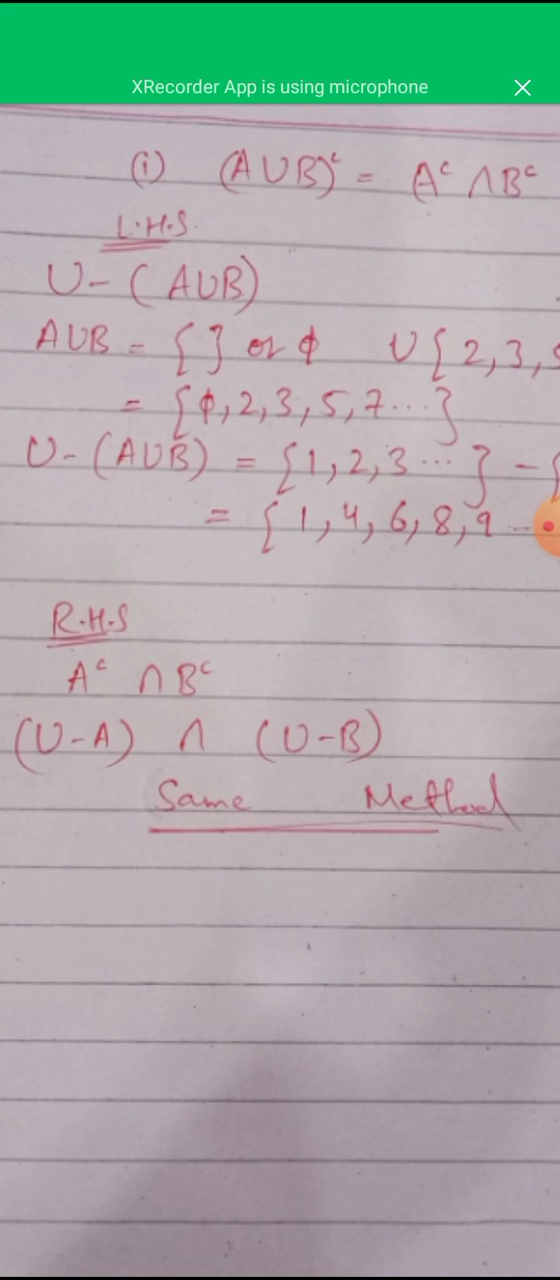 XRecorder App is using microphone
(i) (A∪B)ᶜ = Aᶜ ∩ Bᶜ
L.H.S.
U - (A∪B)
A∪B = { } or ϕ ∪ { 2, 3, 5
= {ϕ, 2, 3, 5, 7...}
U - (A∪B) = {1, 2, 3 ...} - {
= { 1, 4, 6, 8, 9 ...
R.H.S
Aᶜ ∩ Bᶜ
(U-A) ∩ (U-B)
Same Method